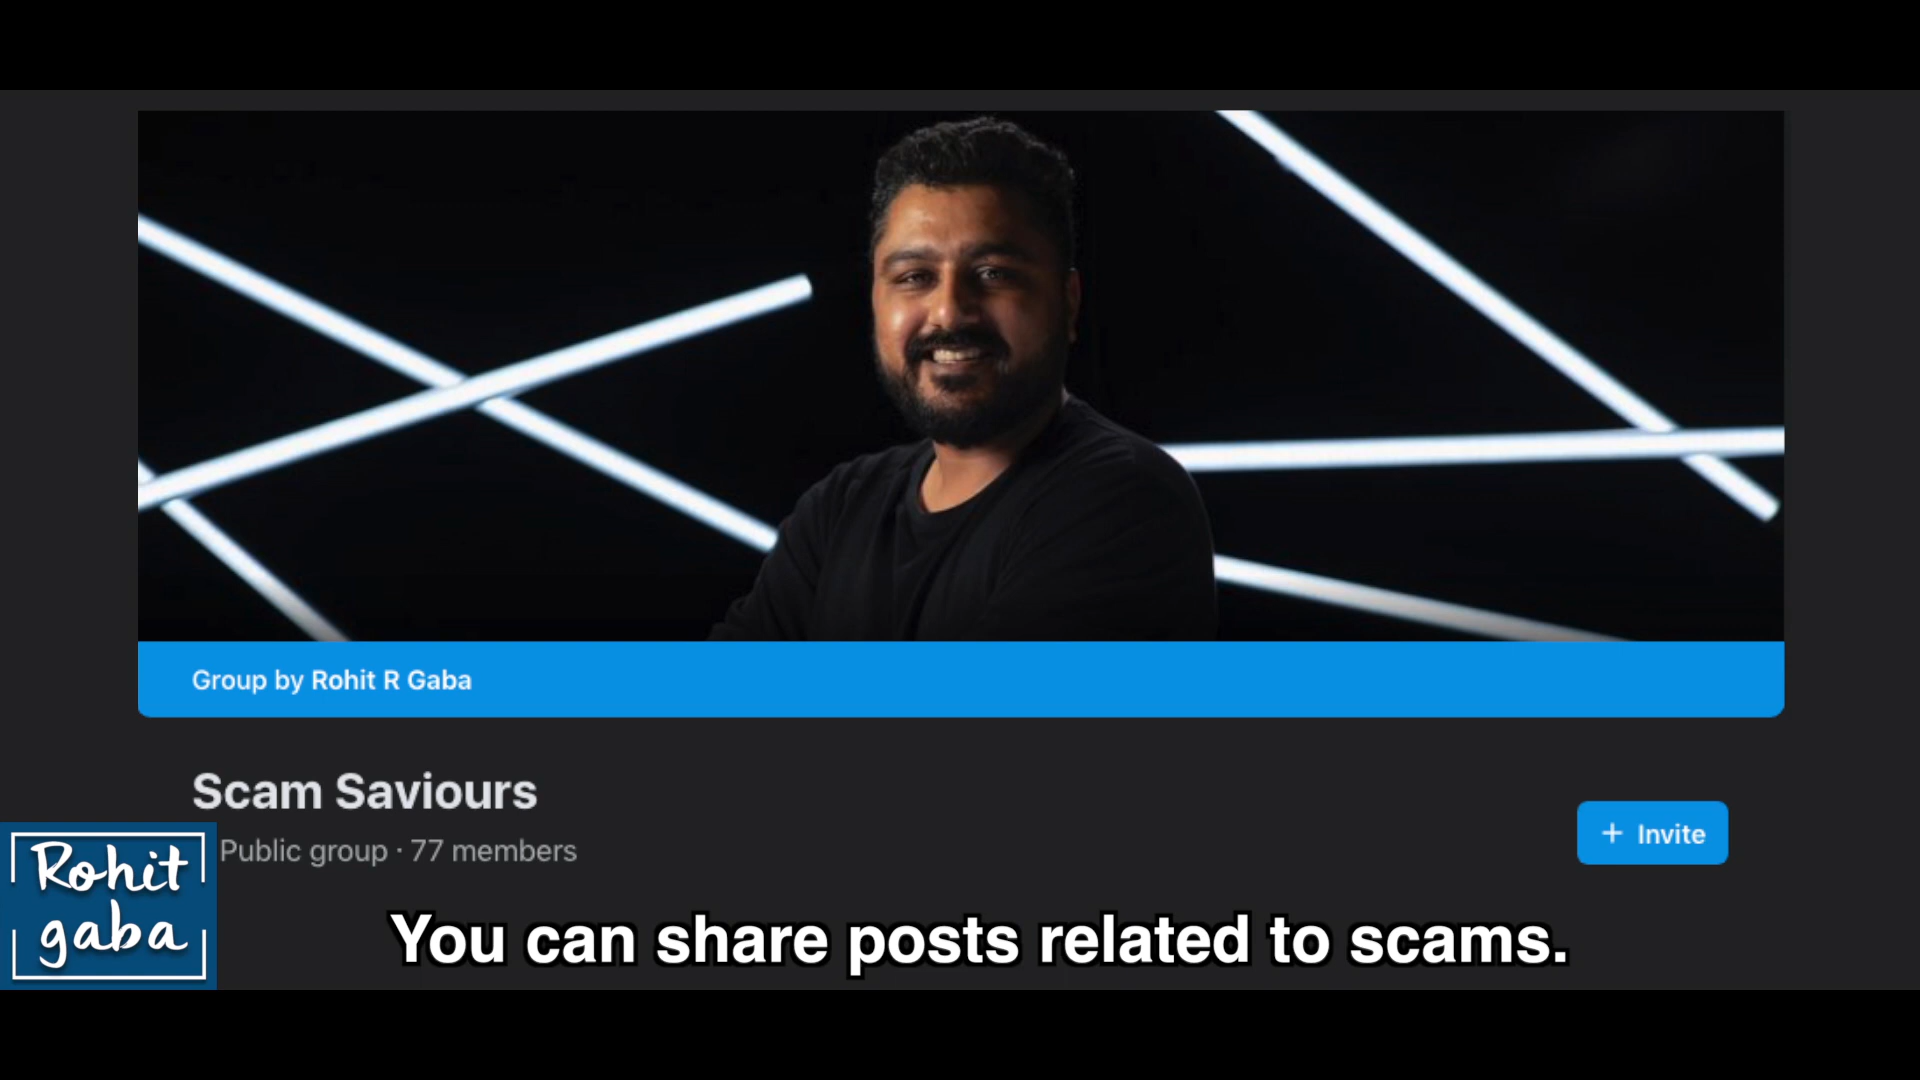 Group by Rohit R Gaba
Scam Saviours
Public group · 77 members
+ Invite
Rohit
gaba
You can share posts related to scams.